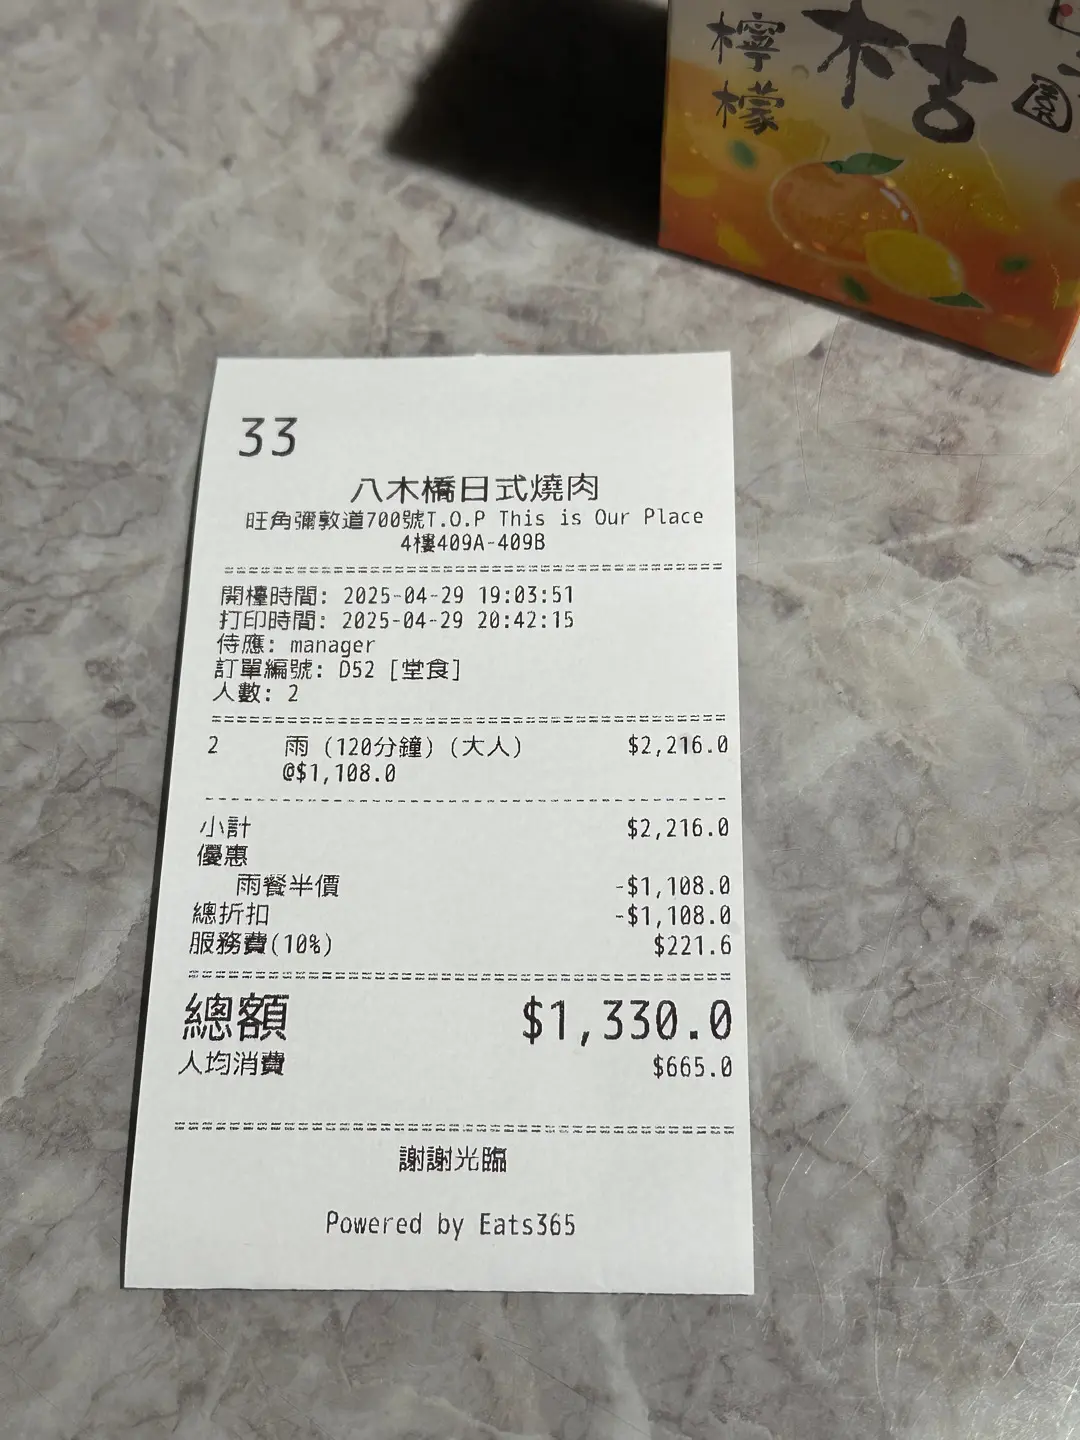 檸檬
桔
園
33
八木橋日式燒肉
旺角彌敦道700號T.O.P This is Our Place
4樓409A-409B
開檯時間: 2025-04-29 19:03:51
打印時間: 2025-04-29 20:42:15
侍應: manager
訂單編號: D52 [堂食]
人數: 2
2 雨 (120分鐘) (大人) $2,216.0
@$1,108.0
小計 $2,216.0
優惠
雨餐半價 -$1,108.0
總折扣 -$1,108.0
服務費(10%) $221.6
總額 $1,330.0
人均消費 $665.0
謝謝光臨
Powered by Eats365